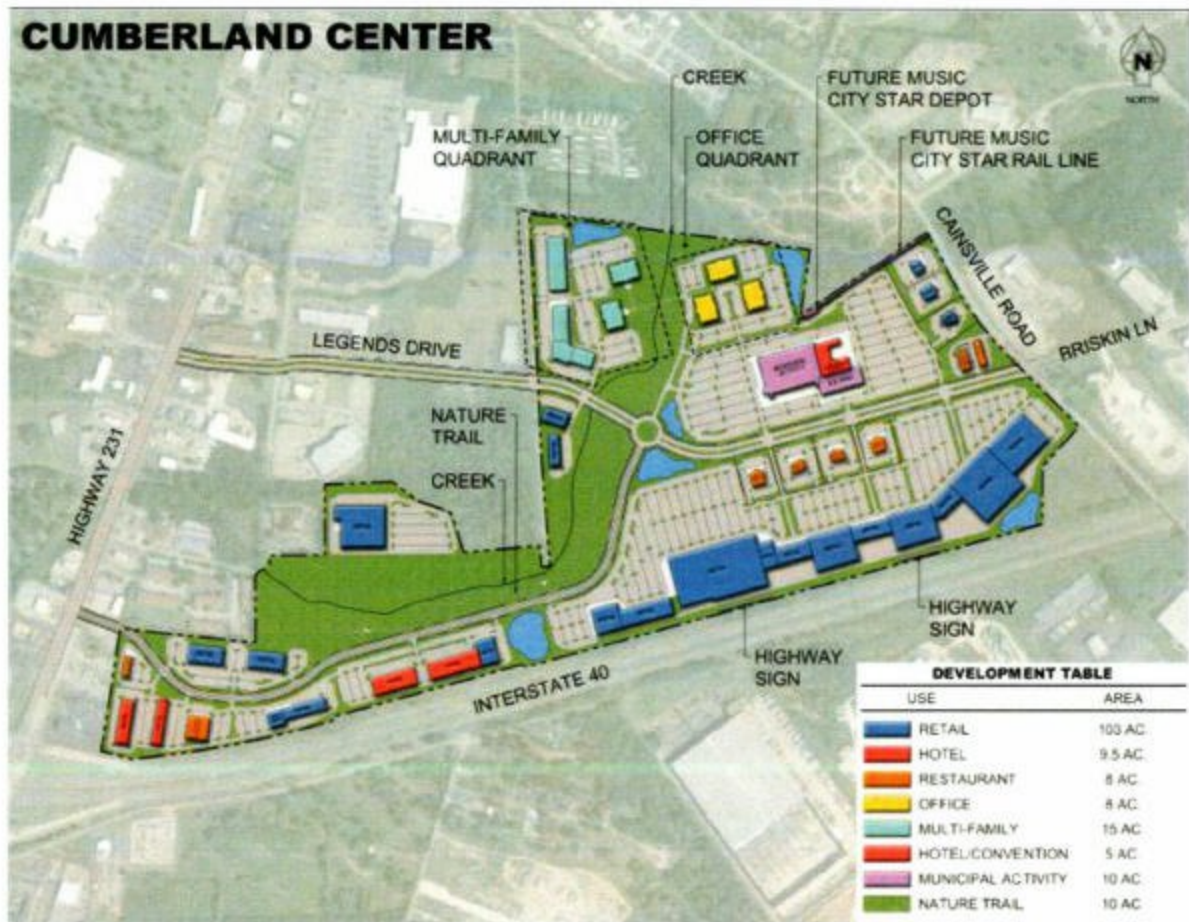 CUMBERLAND CENTER
N
NORTH
CREEK
FUTURE MUSIC
CITY STAR DEPOT
MULTI-FAMILY
QUADRANT
OFFICE
QUADRANT
FUTURE MUSIC
CITY STAR RAIL LINE
CAINSVILLE ROAD
BRISKIN LN
LEGENDS DRIVE
NATURE
TRAIL
CREEK
HIGHWAY 231
HIGHWAY
SIGN
HIGHWAY
SIGN
INTERSTATE 40
DEVELOPMENT TABLE
USE AREA
RETAIL 103 AC.
HOTEL 9.5 AC.
RESTAURANT 8 AC.
OFFICE 8 AC.
MULTI-FAMILY 15 AC.
HOTEL/CONVENTION 5 AC.
MUNICIPAL ACTIVITY 10 AC.
NATURE TRAIL 10 AC.